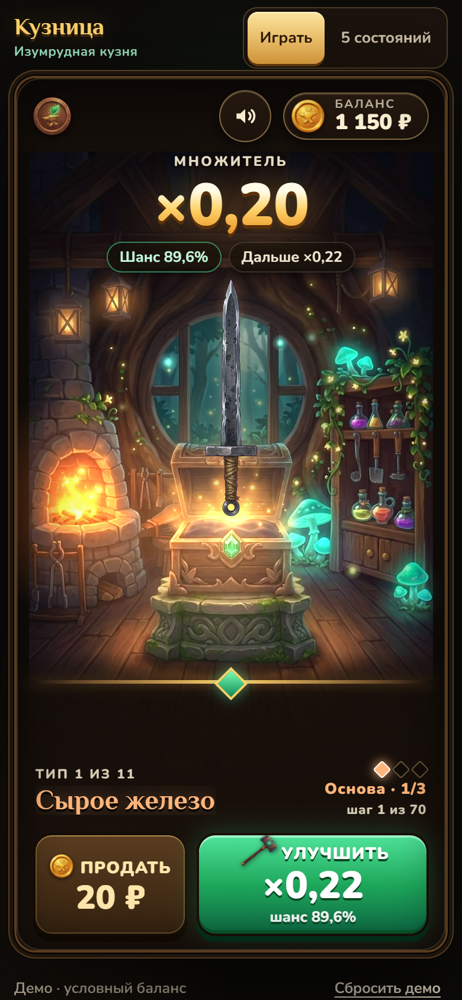 Кузница
Изумрудная кузня
Играть
5 состояний
БАЛАНС
1 150 ₽
МНОЖИТЕЛЬ
×0,20
Шанс 89,6%
Дальше ×0,22
ТИП 1 ИЗ 11
Сырое железо
Основа · 1/3
шаг 1 из 70
ПРОДАТЬ
20 ₽
УЛУЧШИТЬ
×0,22
шанс 89,6%
Демо · условный баланс
Сбросить демо